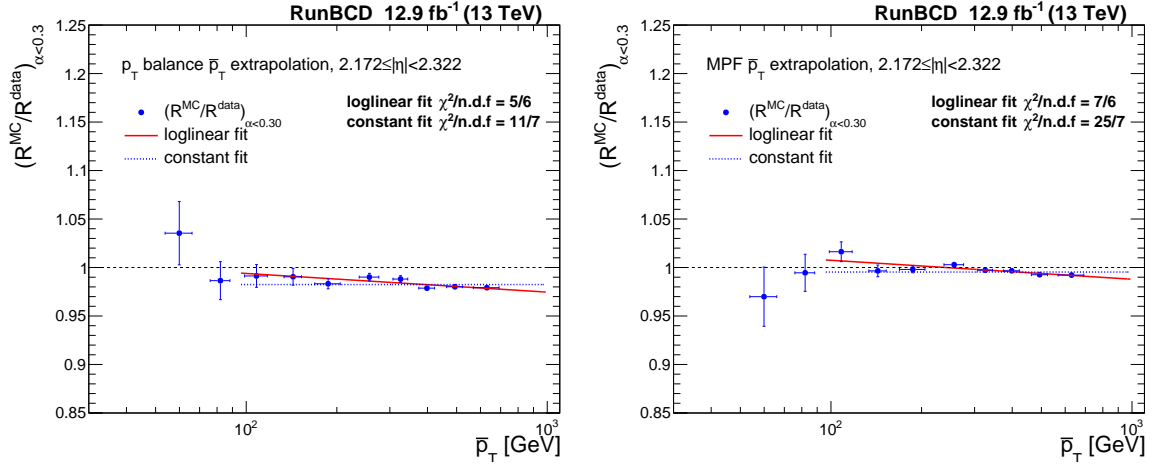 RunBCD 12.9 fb⁻¹ (13 TeV)
(R^MC/R^data)_α<0.3
1.25
1.2
1.15
1.1
1.05
1
0.95
0.9
0.85
p_T balance p̅_T extrapolation, 2.172≤|η|<2.322
(R^MC/R^data)_α<0.30
loglinear fit
constant fit
loglinear fit χ²/n.d.f = 5/6
constant fit χ²/n.d.f = 11/7
10²
10³
p̅_T [GeV]
RunBCD 12.9 fb⁻¹ (13 TeV)
(R^MC/R^data)_α<0.3
1.25
1.2
1.15
1.1
1.05
1
0.95
0.9
0.85
MPF p̅_T extrapolation, 2.172≤|η|<2.322
(R^MC/R^data)_α<0.30
loglinear fit
constant fit
loglinear fit χ²/n.d.f = 7/6
constant fit χ²/n.d.f = 25/7
10²
10³
p̅_T [GeV]